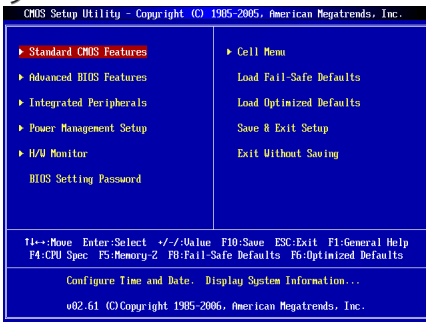 CMOS Setup Utility - Copyright (C) 1985-2005, American Megatrends, Inc.
▶ Standard CMOS Features
▶ Advanced BIOS Features
▶ Integrated Peripherals
▶ Power Management Setup
▶ H/W Monitor
BIOS Setting Password
▶ Cell Menu
Load Fail-Safe Defaults
Load Optimized Defaults
Save & Exit Setup
Exit Without Saving
↑↓←→:Move Enter:Select +/-/:Value F10:Save ESC:Exit F1:General Help
F4:CPU Spec F5:Memory-Z F8:Fail-Safe Defaults F6:Optimized Defaults
Configure Time and Date. Display System Information...
v02.61 (C)Copyright 1985-2006, American Megatrends, Inc.